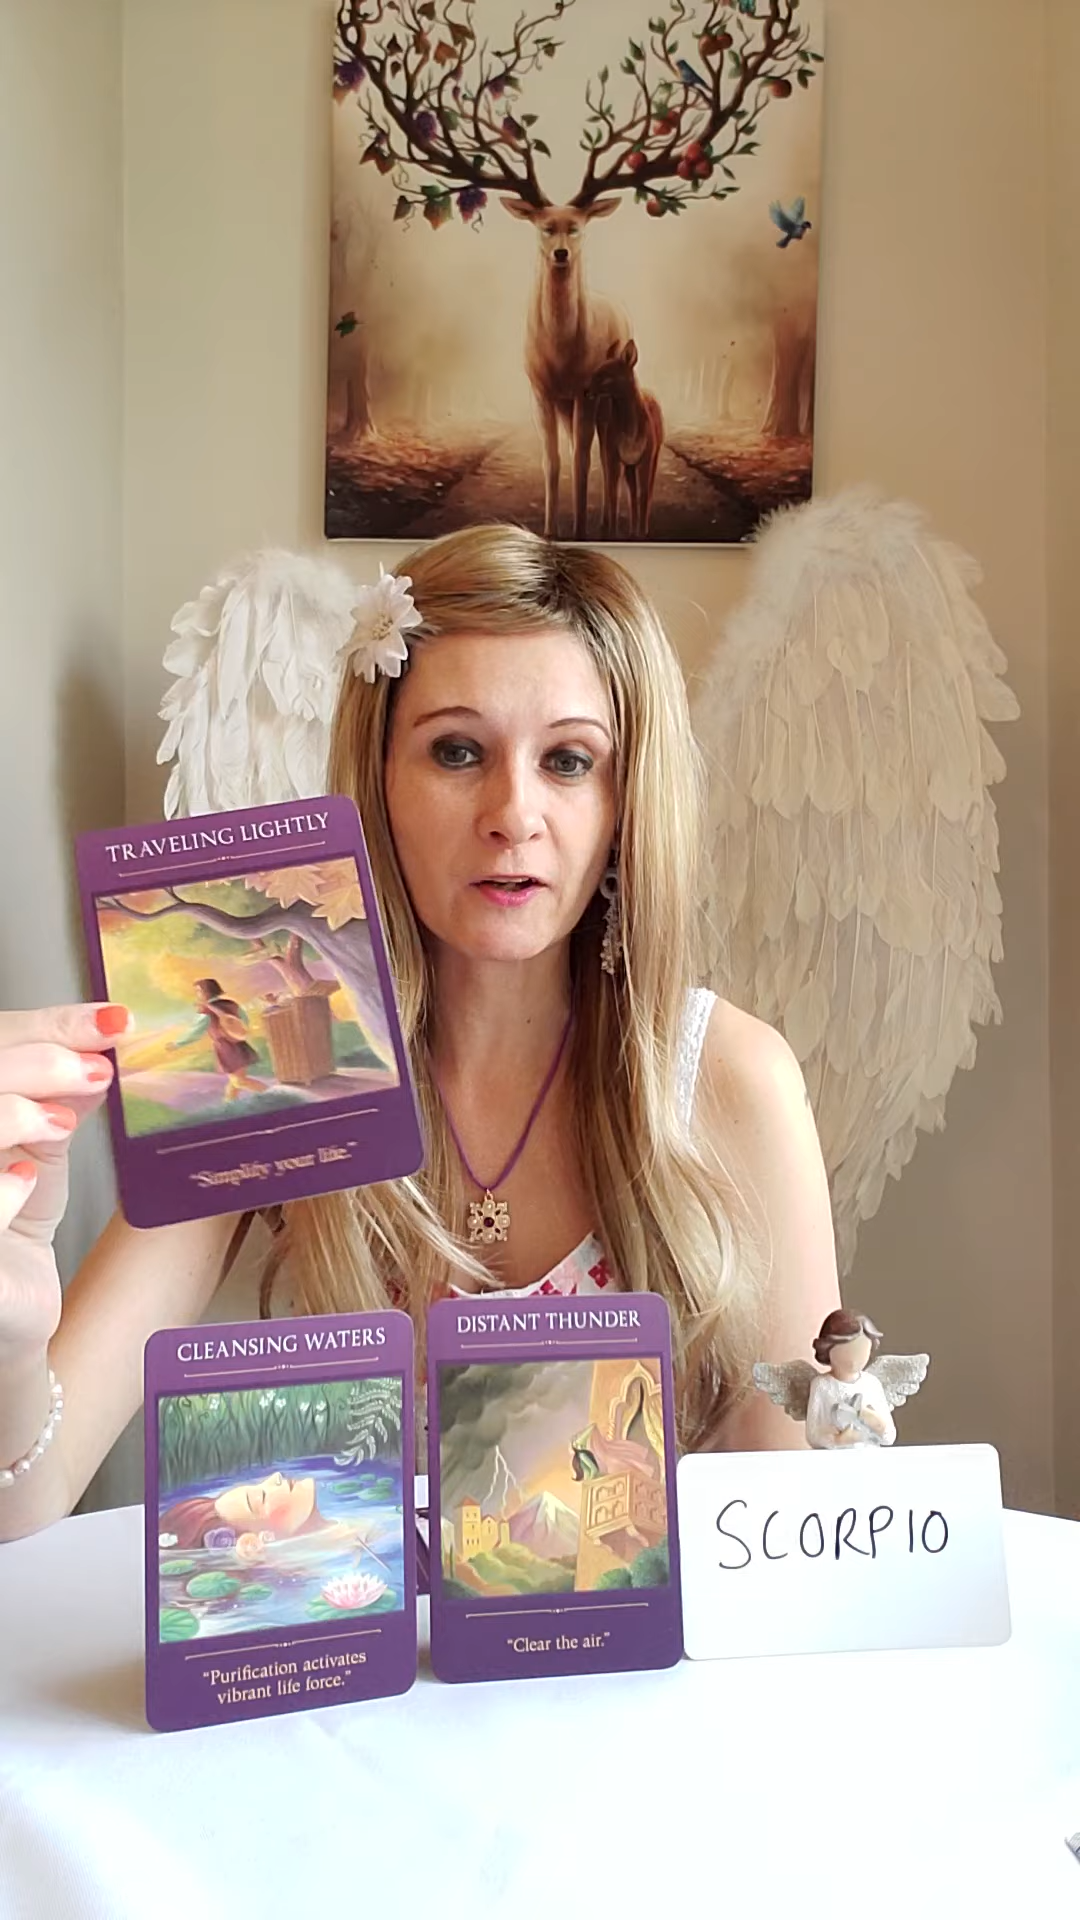 TRAVELING LIGHTLY
"Simplify your life."
CLEANSING WATERS
"Purification activates
vibrant life force."
DISTANT THUNDER
"Clear the air."
SCORPIO